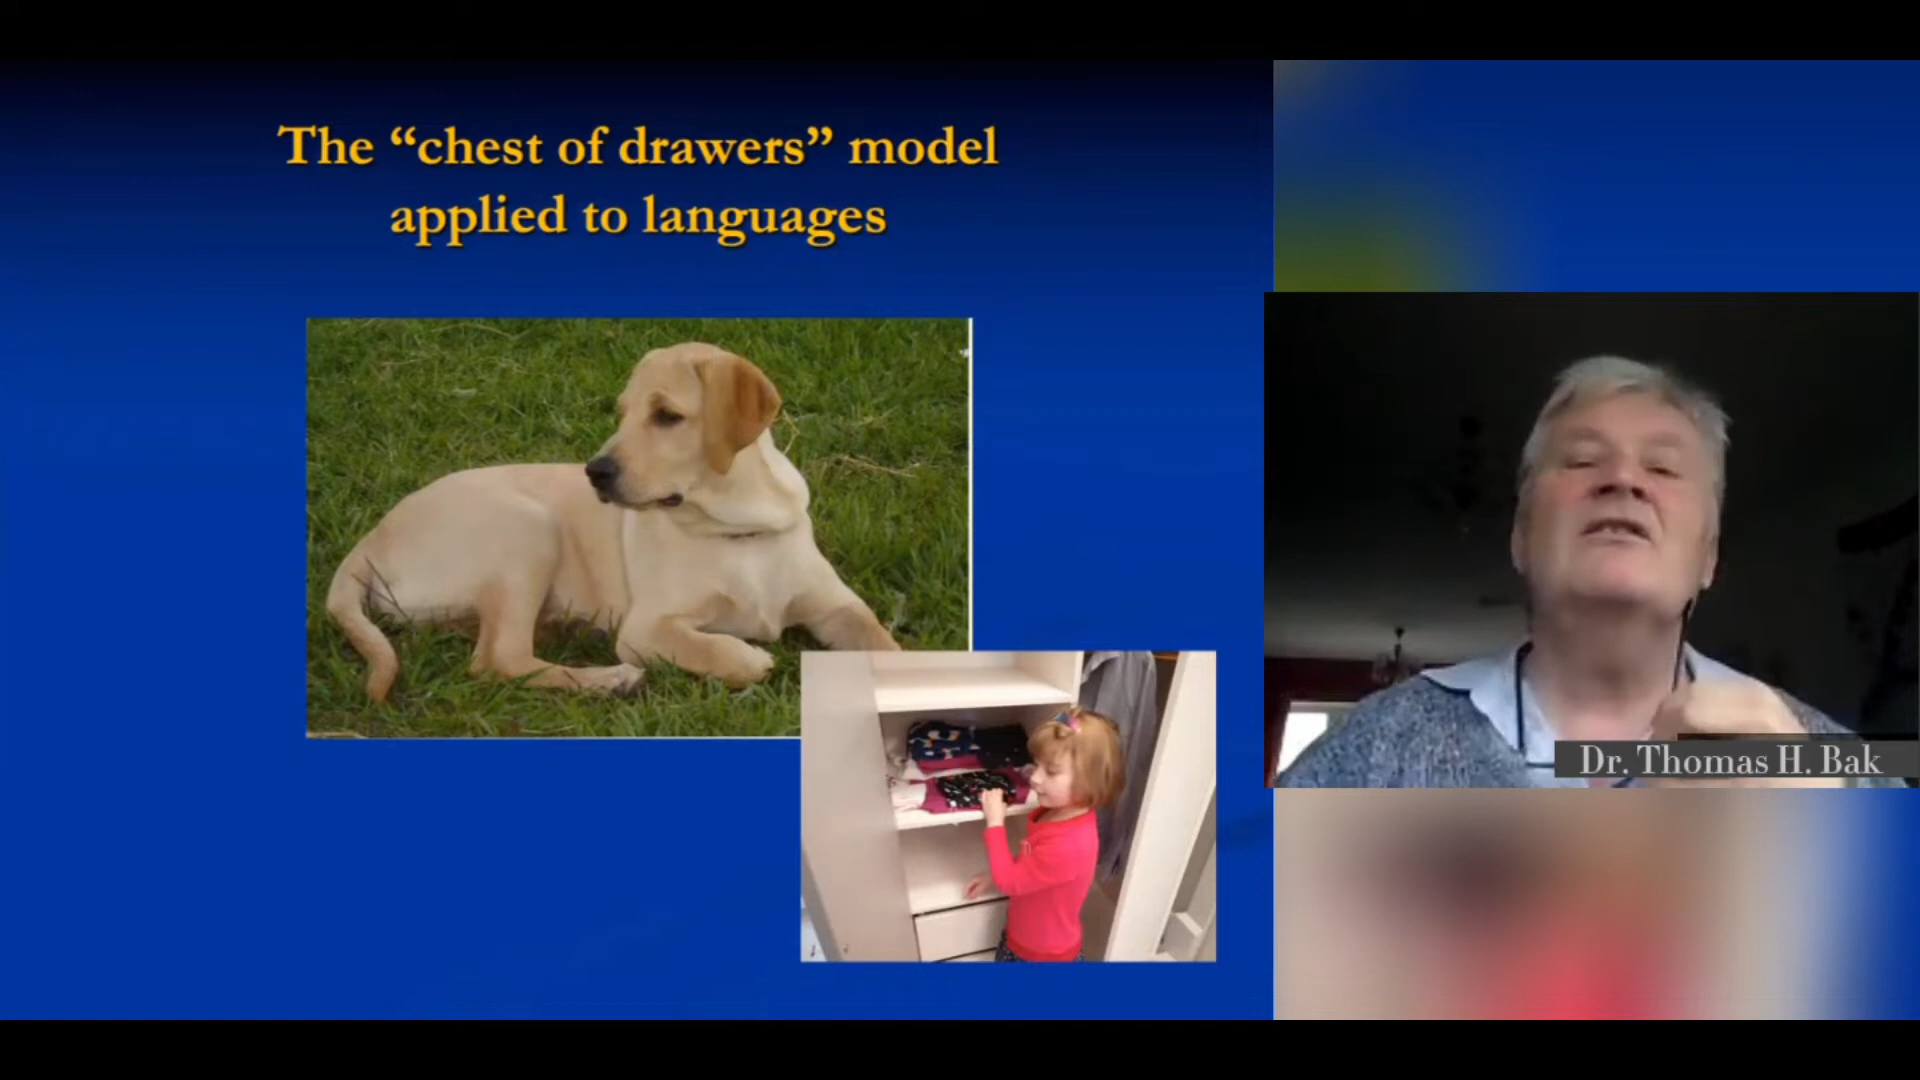 The “chest of drawers” model
applied to languages
Dr. Thomas H. Bak